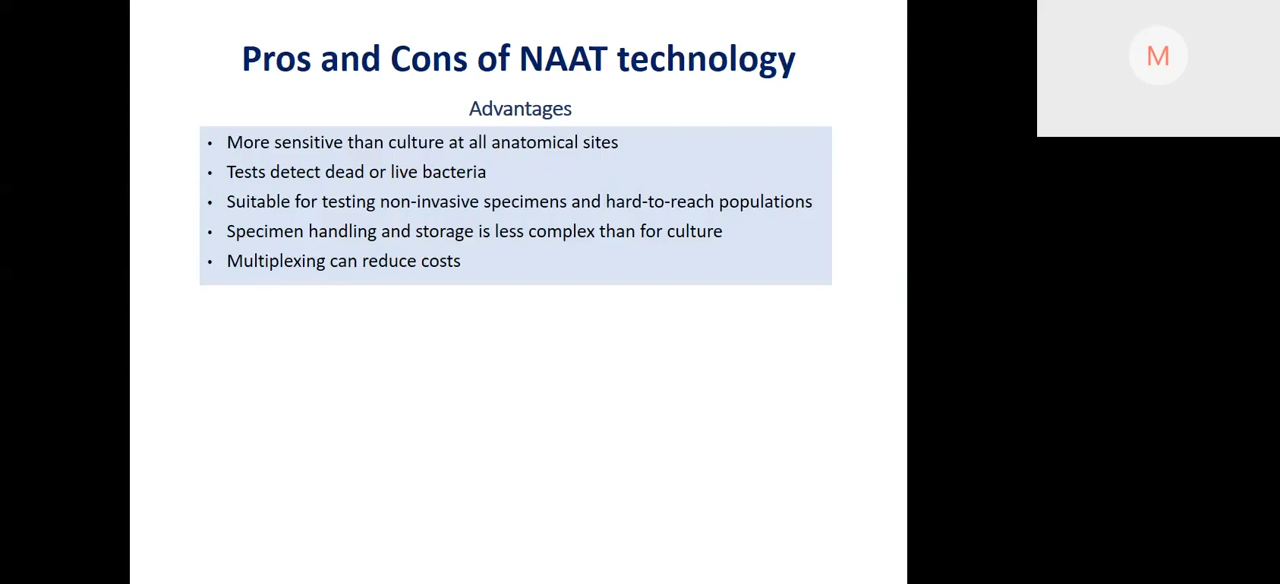 Pros and Cons of NAAT technology
Advantages
• More sensitive than culture at all anatomical sites
• Tests detect dead or live bacteria
• Suitable for testing non-invasive specimens and hard-to-reach populations
• Specimen handling and storage is less complex than for culture
• Multiplexing can reduce costs
M